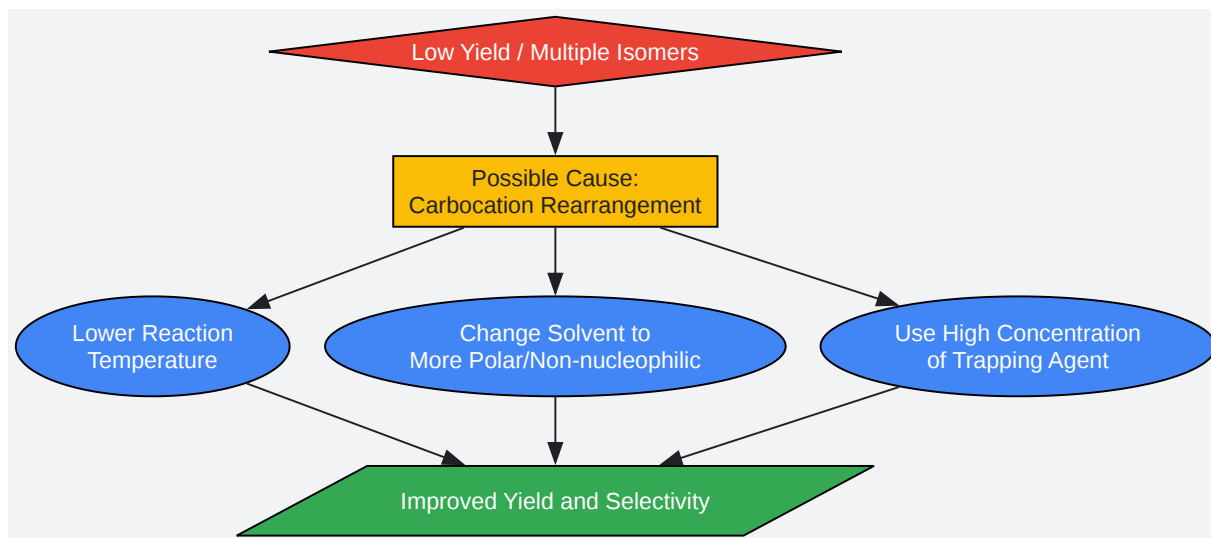 Low Yield / Multiple Isomers
Possible Cause:
Carbocation Rearrangement
Lower Reaction
Temperature
Change Solvent to
More Polar/Non-nucleophilic
Use High Concentration
of Trapping Agent
Improved Yield and Selectivity